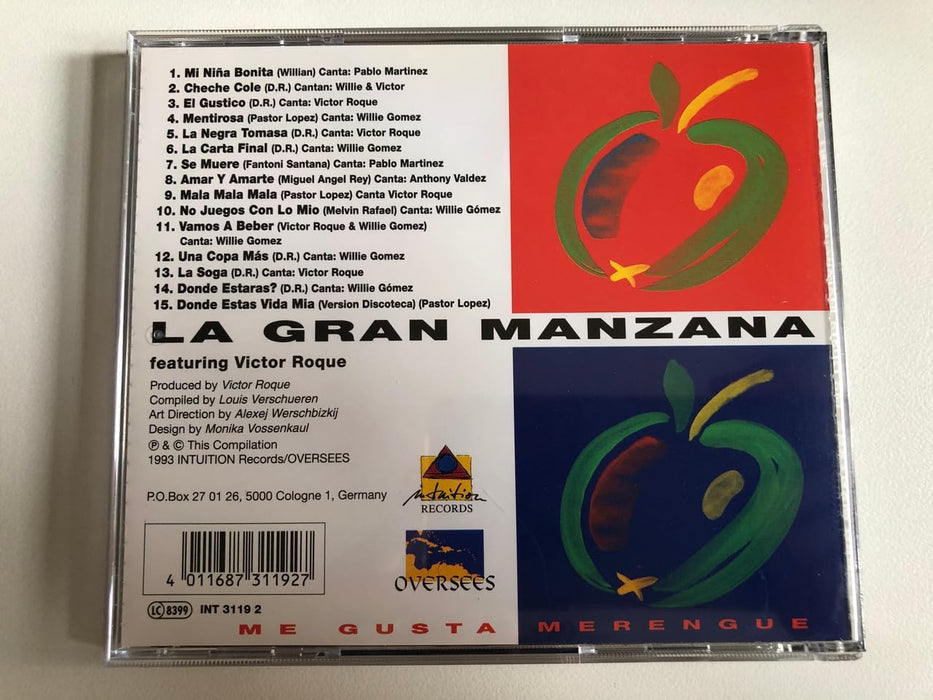 1. Mi Niña Bonita (Willian) Canta: Pablo Martinez
2. Cheche Cole (D.R.) Cantan: Willie & Victor
3. El Gustico (D.R.) Canta: Victor Roque
4. Mentirosa (Pastor Lopez) Canta: Willie Gomez
5. La Negra Tomasa (D.R.) Canta: Victor Roque
6. La Carta Final (D.R.) Canta: Willie Gomez
7. Se Muere (Fantoni Santana) Canta: Pablo Martinez
8. Amar Y Amarte (Miguel Angel Rey) Canta: Anthony Valdez
9. Mala Mala Mala (Pastor Lopez) Canta Victor Roque
10. No Juegos Con Lo Mio (Melvin Rafael) Canta: Willie Gómez
11. Vamos A Beber (Victor Roque & Willie Gomez)
Canta: Willie Gomez
12. Una Copa Más (D.R.) Canta: Willie Gomez
13. La Soga (D.R.) Canta: Victor Roque
14. Donde Estaras? (D.R.) Canta: Willie Gómez
15. Donde Estas Vida Mia (Version Discoteca) (Pastor Lopez)
LA GRAN MANZANA
featuring Victor Roque
Produced by Victor Roque
Compiled by Louis Verschueren
Art Direction by Alexej Werschbizkij
Design by Monika Vossenkaul
℗ & © This Compilation
1993 INTUITION Records/OVERSEES
P.O.Box 27 01 26, 5000 Cologne 1, Germany
intuition
RECORDS
OVERSEES
4 011687 311927
LC 8399 INT 3119 2
ME GUSTA MERENGUE